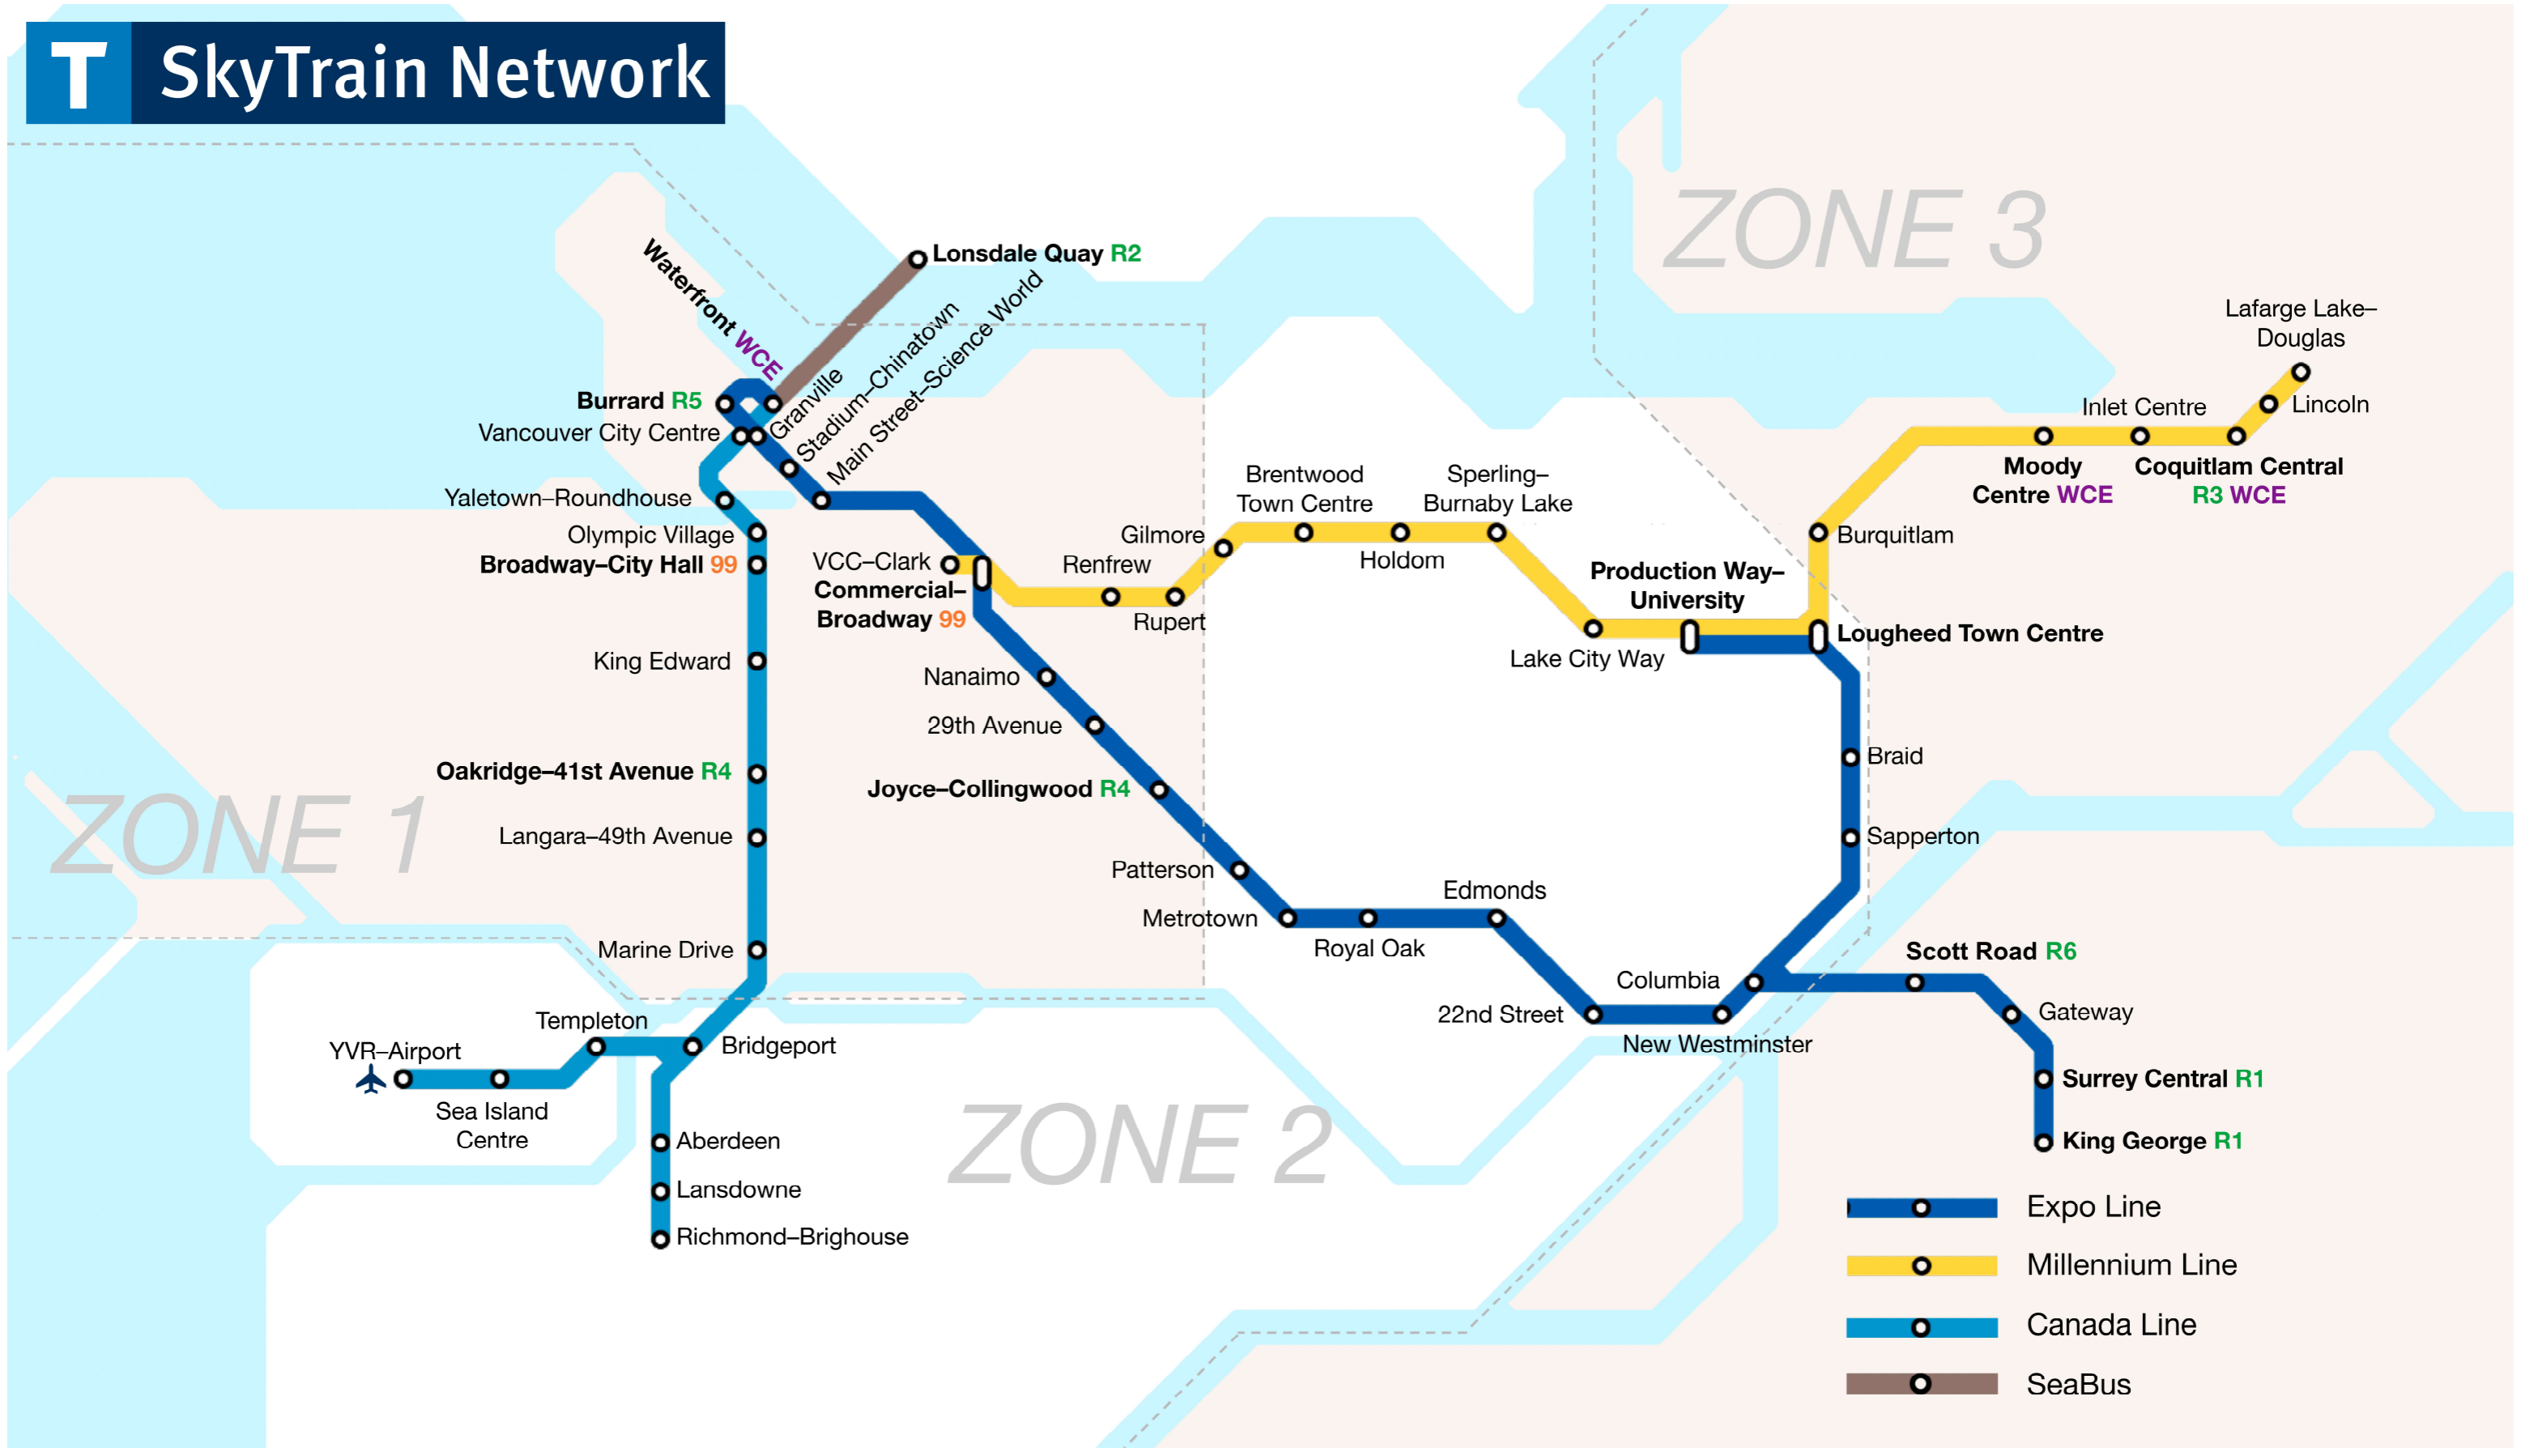 T SkyTrain Network
ZONE 3
Lonsdale Quay R2
Waterfront WCE
Burrard R5
Vancouver City Centre
Granville
Stadium–Chinatown
Main Street–Science World
Yaletown–Roundhouse
Olympic Village
Broadway–City Hall 99
King Edward
Oakridge–41st Avenue R4
Langara–49th Avenue
Marine Drive
ZONE 1
Templeton
Bridgeport
YVR–Airport
Sea Island
Centre
Aberdeen
Lansdowne
Richmond–Brighouse
VCC–Clark
Commercial–
Broadway 99
Renfrew
Rupert
Gilmore
Brentwood
Town Centre
Holdom
Sperling–
Burnaby Lake
Lake City Way
Production Way–
University
Lougheed Town Centre
Burquitlam
Moody
Centre WCE
Inlet Centre
Coquitlam Central
R3 WCE
Lincoln
Lafarge Lake–
Douglas
Nanaimo
29th Avenue
Joyce–Collingwood R4
Patterson
Metrotown
Royal Oak
Edmonds
22nd Street
New Westminster
Columbia
Sapperton
Braid
Scott Road R6
Gateway
Surrey Central R1
King George R1
ZONE 2
Expo Line
Millennium Line
Canada Line
SeaBus